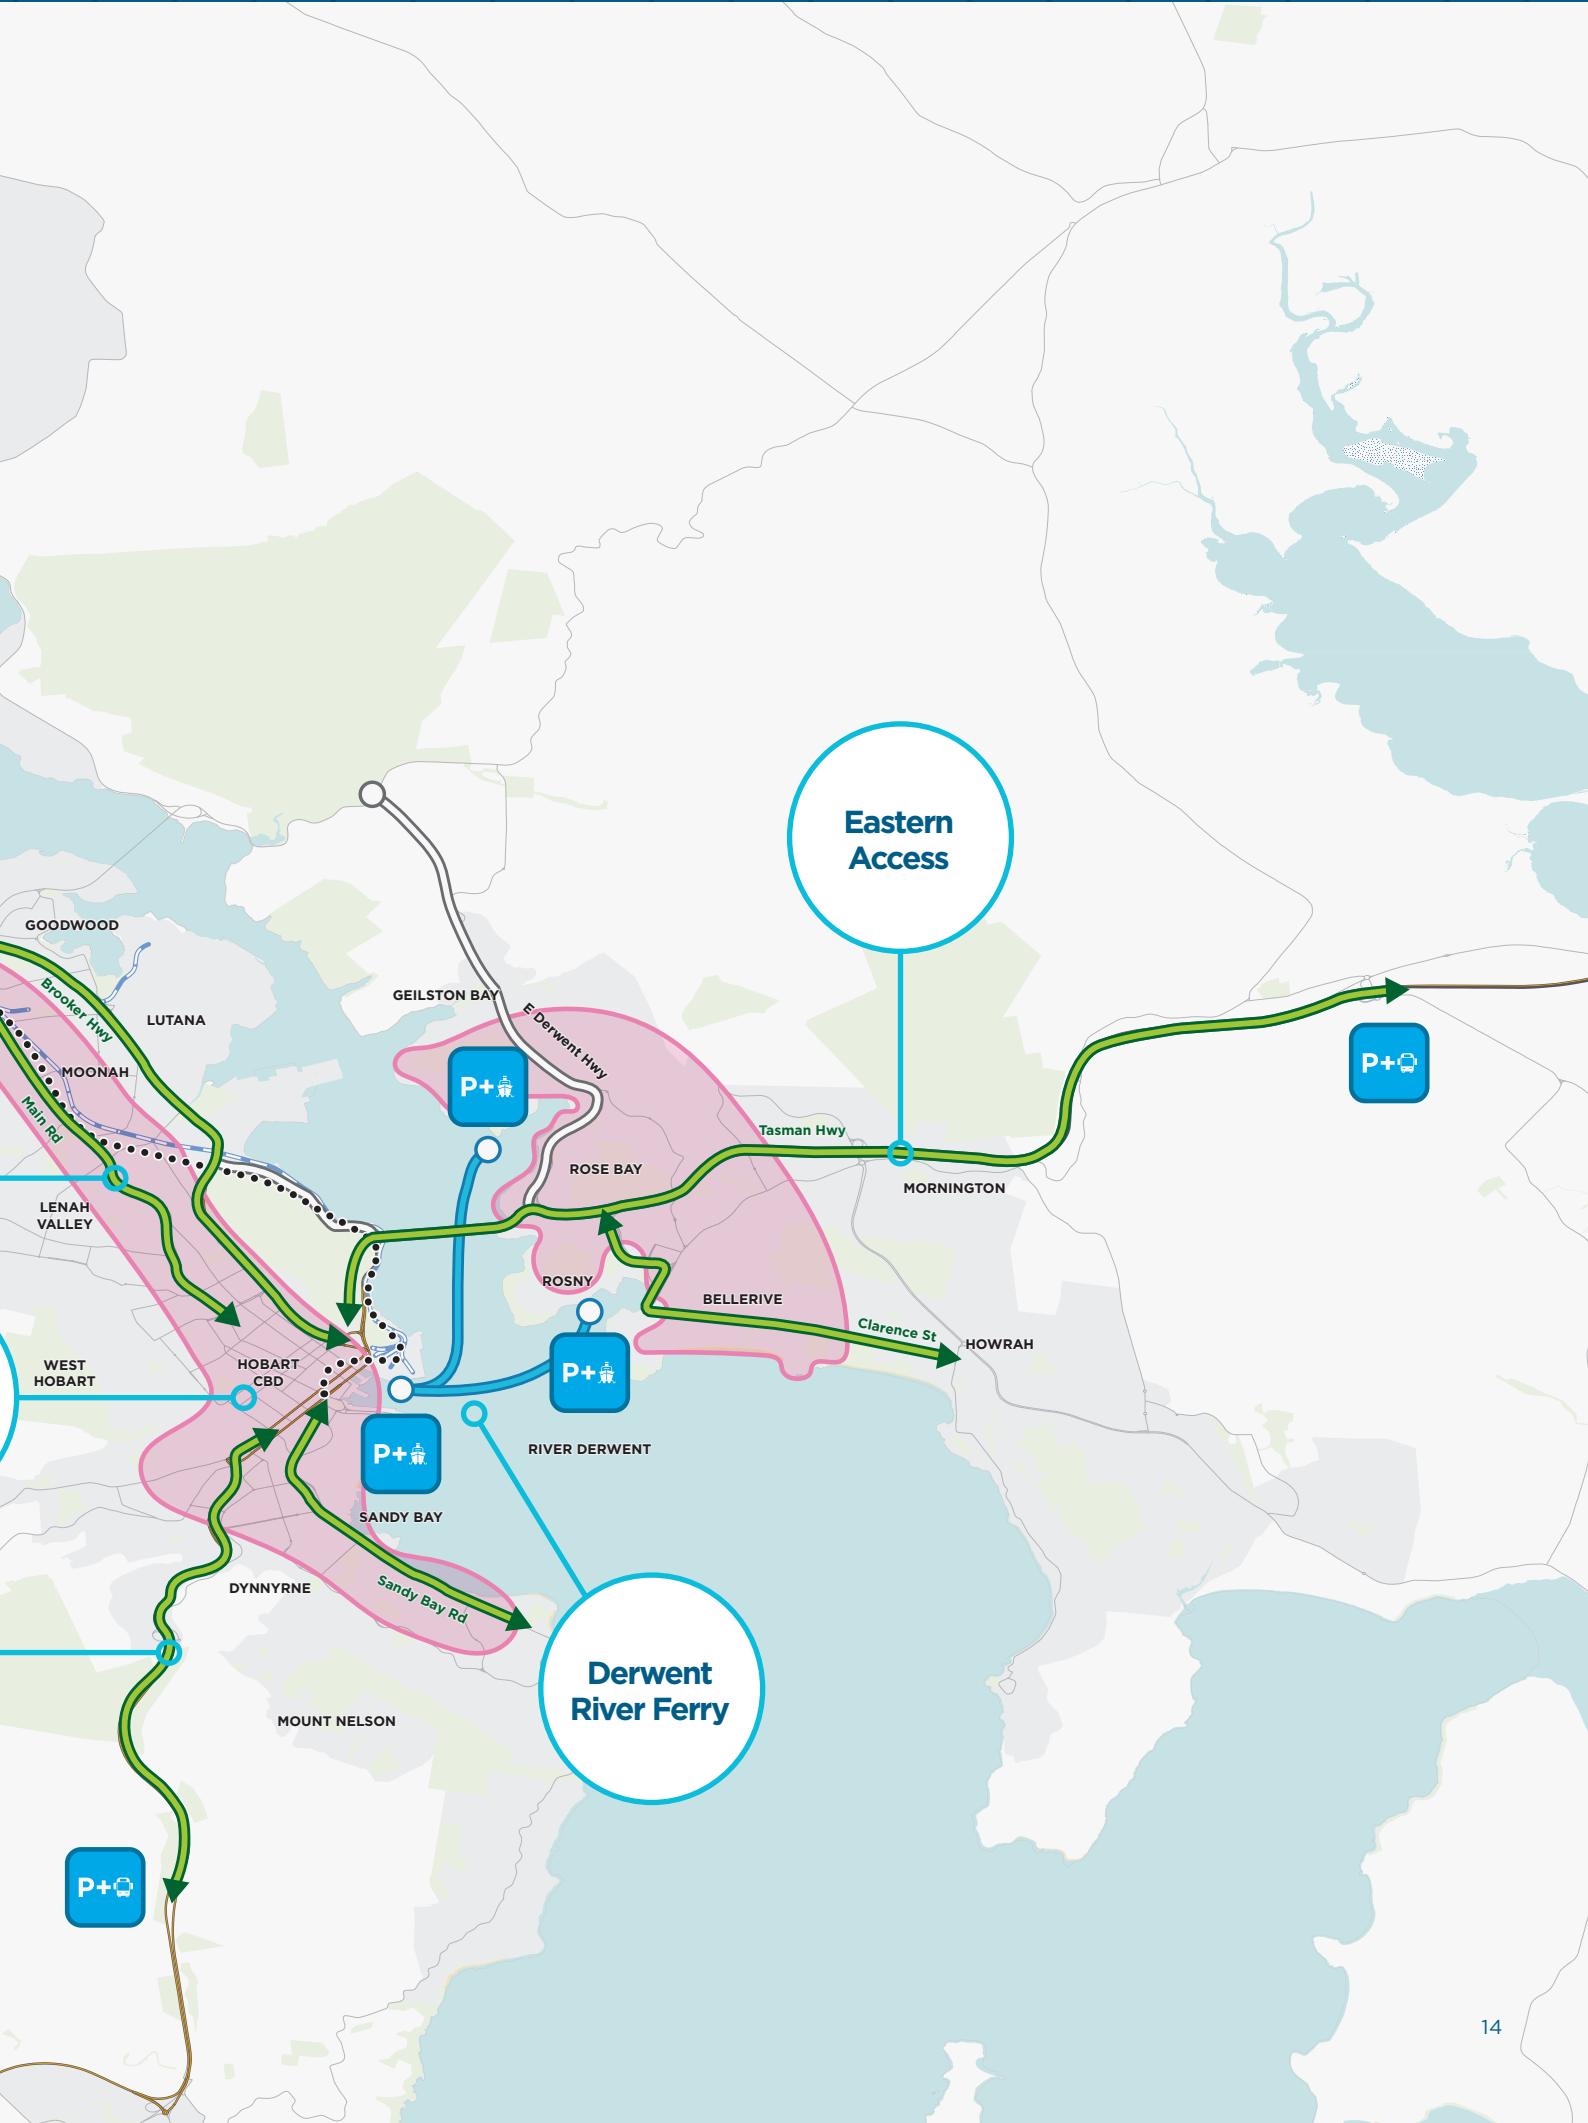 Eastern
Access
GOODWOOD
Brooker Hwy
GEILSTON BAY
E Derwent Hwy
LUTANA
MOONAH
P+
P+
Main Rd
Tasman Hwy
ROSE BAY
MORNINGTON
LENAH
VALLEY
ROSNY
BELLERIVE
Clarence St
HOWRAH
WEST
HOBART
HOBART
CBD
P+
P+
RIVER DERWENT
SANDY BAY
DYNNYRNE
Sandy Bay Rd
Derwent
River Ferry
MOUNT NELSON
P+
14